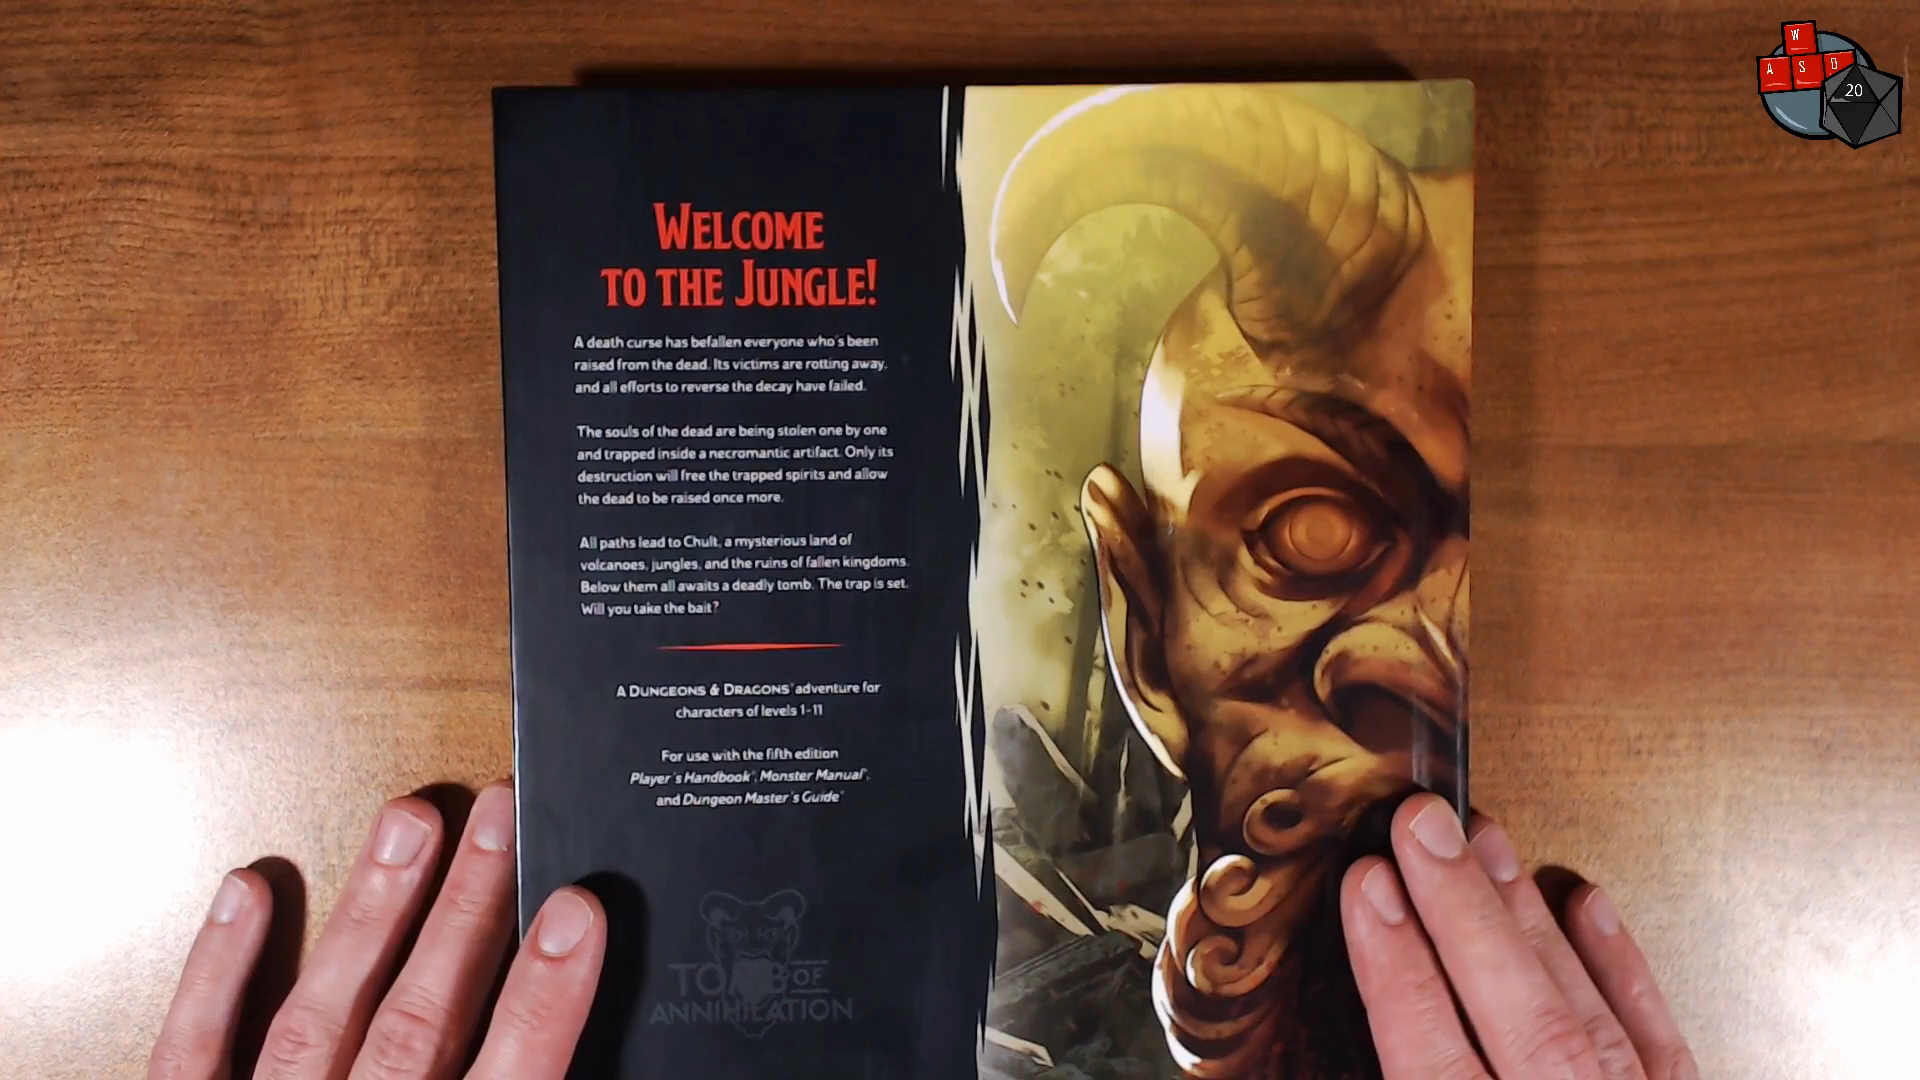 W
A S D
20
WELCOME
TO THE JUNGLE!
A death curse has befallen everyone who's been
raised from the dead. Its victims are rotting away,
and all efforts to reverse the decay have failed.
The souls of the dead are being stolen one by one
and trapped inside a necromantic artifact. Only its
destruction will free the trapped spirits and allow
the dead to be raised once more.
All paths lead to Chult, a mysterious land of
volcanoes, jungles, and the ruins of fallen kingdoms.
Below them all awaits a deadly tomb. The trap is set.
Will you take the bait?
A DUNGEONS & DRAGONS® adventure for
characters of levels 1-11
For use with the fifth edition
Player's Handbook®, Monster Manual®,
and Dungeon Master's Guide®
TOMB OF
ANNIHILATION